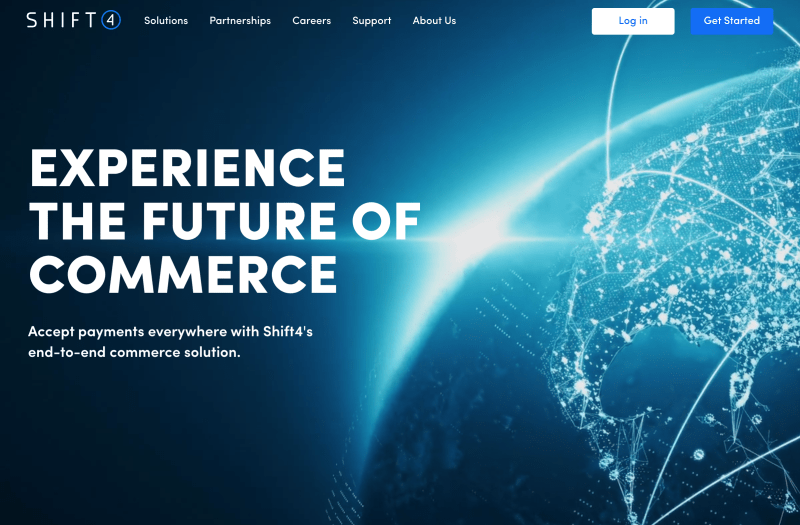 SHIFT4
Solutions
Partnerships
Careers
Support
About Us
Log in
Get Started
EXPERIENCE
THE FUTURE OF
COMMERCE
Accept payments everywhere with Shift4's
end-to-end commerce solution.